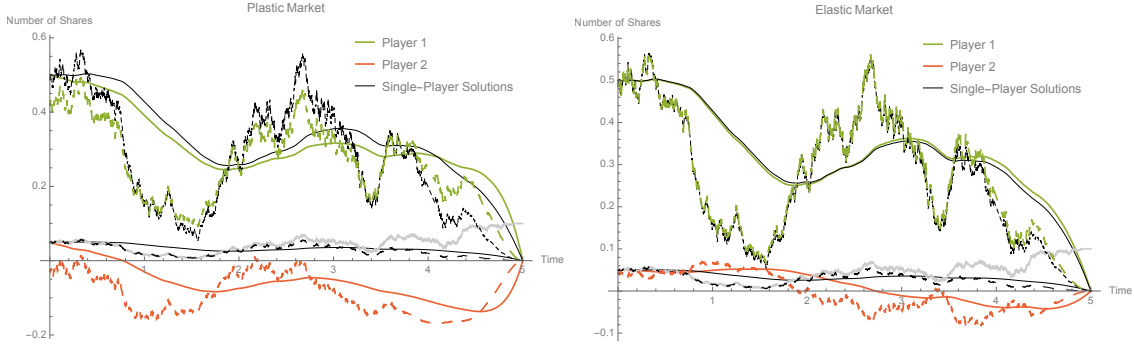 Plastic Market
Number of Shares
0.6
Player 1
Player 2
Single–Player Solutions
0.4
0.2
Time
1
2
3
4
5
−0.2
Elastic Market
Number of Shares
0.6
Player 1
Player 2
Single–Player Solutions
0.5
0.4
0.3
0.2
0.1
Time
1
2
3
4
5
−0.1